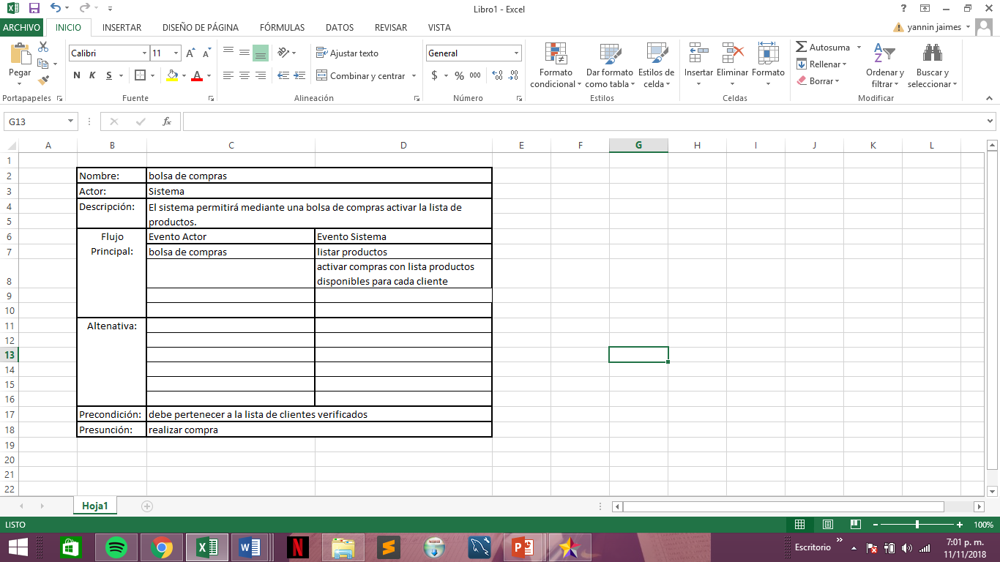 Libro1 - Excel
ARCHIVO INICIO INSERTAR DISEÑO DE PÁGINA FÓRMULAS DATOS REVISAR VISTA yannin jaimes
Pegar
Calibri 11
N K S
Ajustar texto
Combinar y centrar
General
$ % 000
Formato condicional
Dar formato como tabla
Estilos de celda
Insertar Eliminar Formato
Autosuma
Rellenar
Borrar
Ordenar y filtrar
Buscar y seleccionar
Portapapeles Fuente Alineación Número Estilos Celdas Modificar
G13 fx
A B C D E F G H I J K L
1
2 Nombre: bolsa de compras
3 Actor: Sistema
4 Descripción: El sistema permitirá mediante una bolsa de compras activar la lista de
5 productos.
6 Flujo Evento Actor Evento Sistema
7 Principal: bolsa de compras listar productos
activar compras con lista productos
8 disponibles para cada cliente
9
10
11 Altenativa:
12
13
14
15
16
17 Precondición: debe pertenecer a la lista de clientes verificados
18 Presunción: realizar compra
19
20
21
22
Hoja1
LISTO 100%
Escritorio 7:01 p. m.
11/11/2018